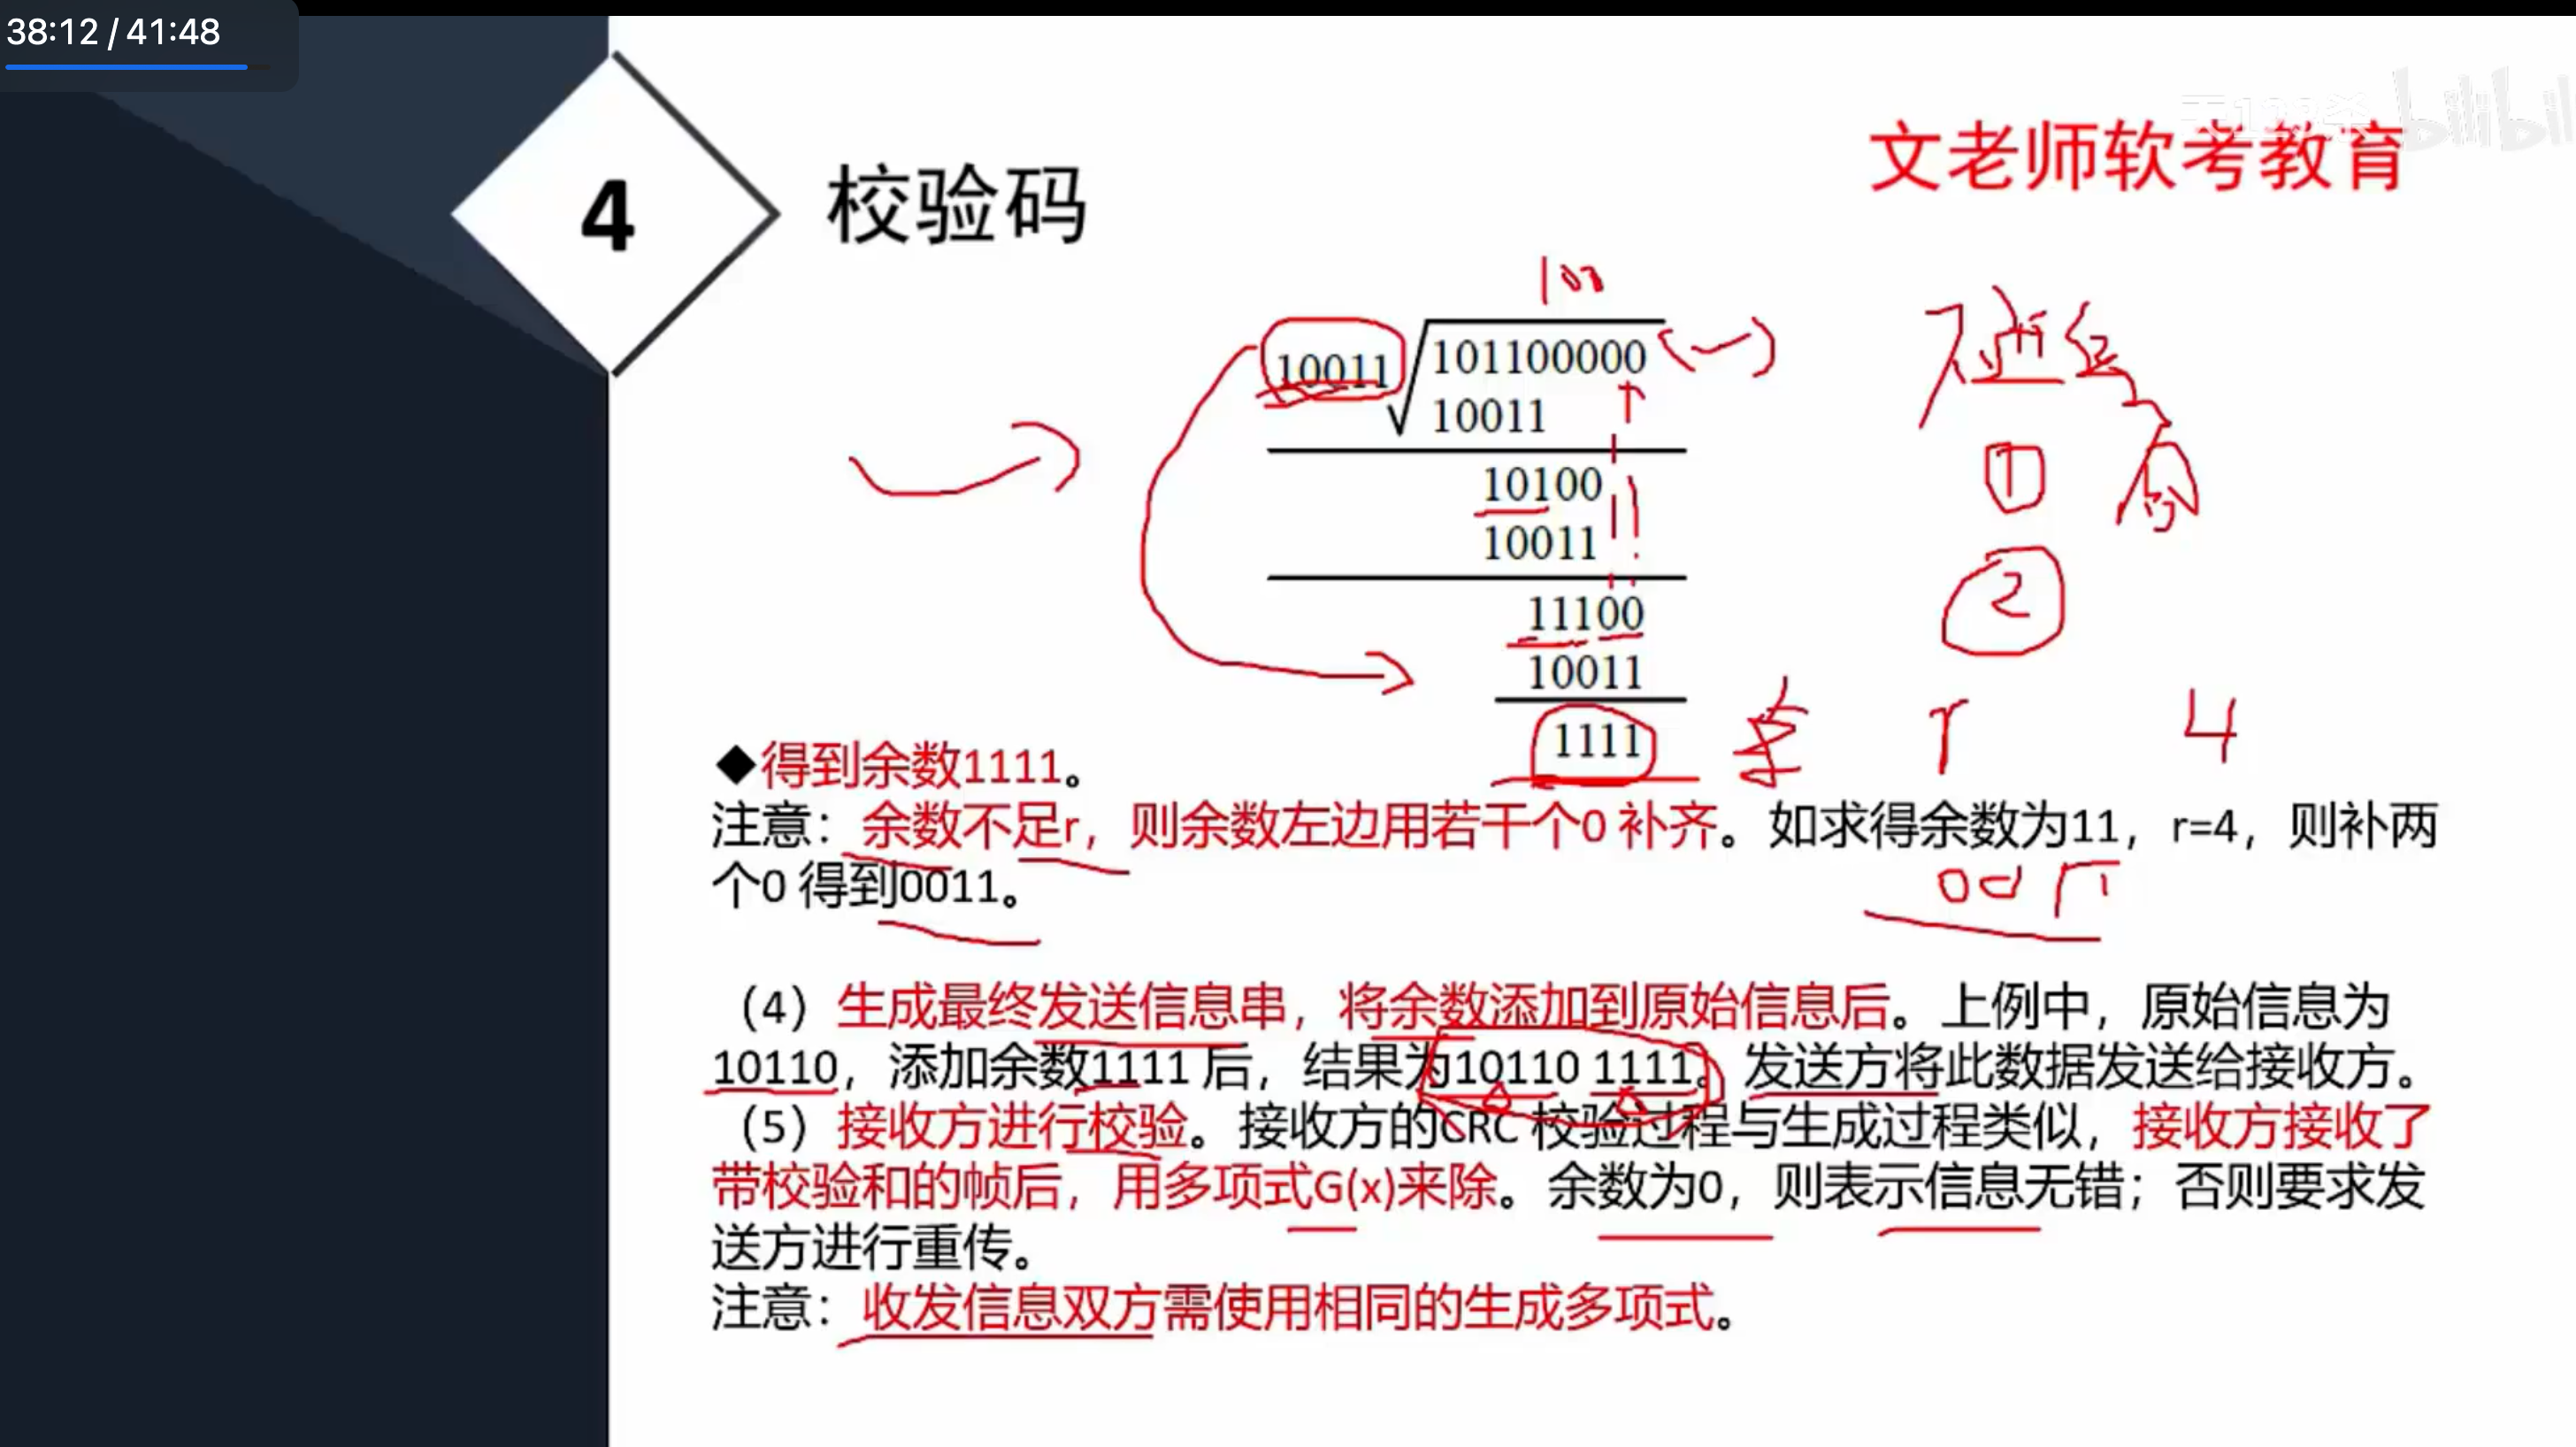 38:12 / 41:48
文老师软考教育
bilibili
4
校验码
100
10011
101100000
10011
10100
10011
11100
10011
1111
1
2
r 4
◆得到余数1111。
注意：余数不足r，则余数左边用若干个0 补齐。如求得余数为11，r=4，则补两
个0 得到0011。
（4）生成最终发送信息串，将余数添加到原始信息后。上例中，原始信息为
10110，添加余数1111 后，结果为10110 1111。发送方将此数据发送给接收方。
（5）接收方进行校验。接收方的CRC 校验过程与生成过程类似，接收方接收了
带校验和的帧后，用多项式G(x)来除。余数为0，则表示信息无错；否则要求发
送方进行重传。
注意：收发信息双方需使用相同的生成多项式。